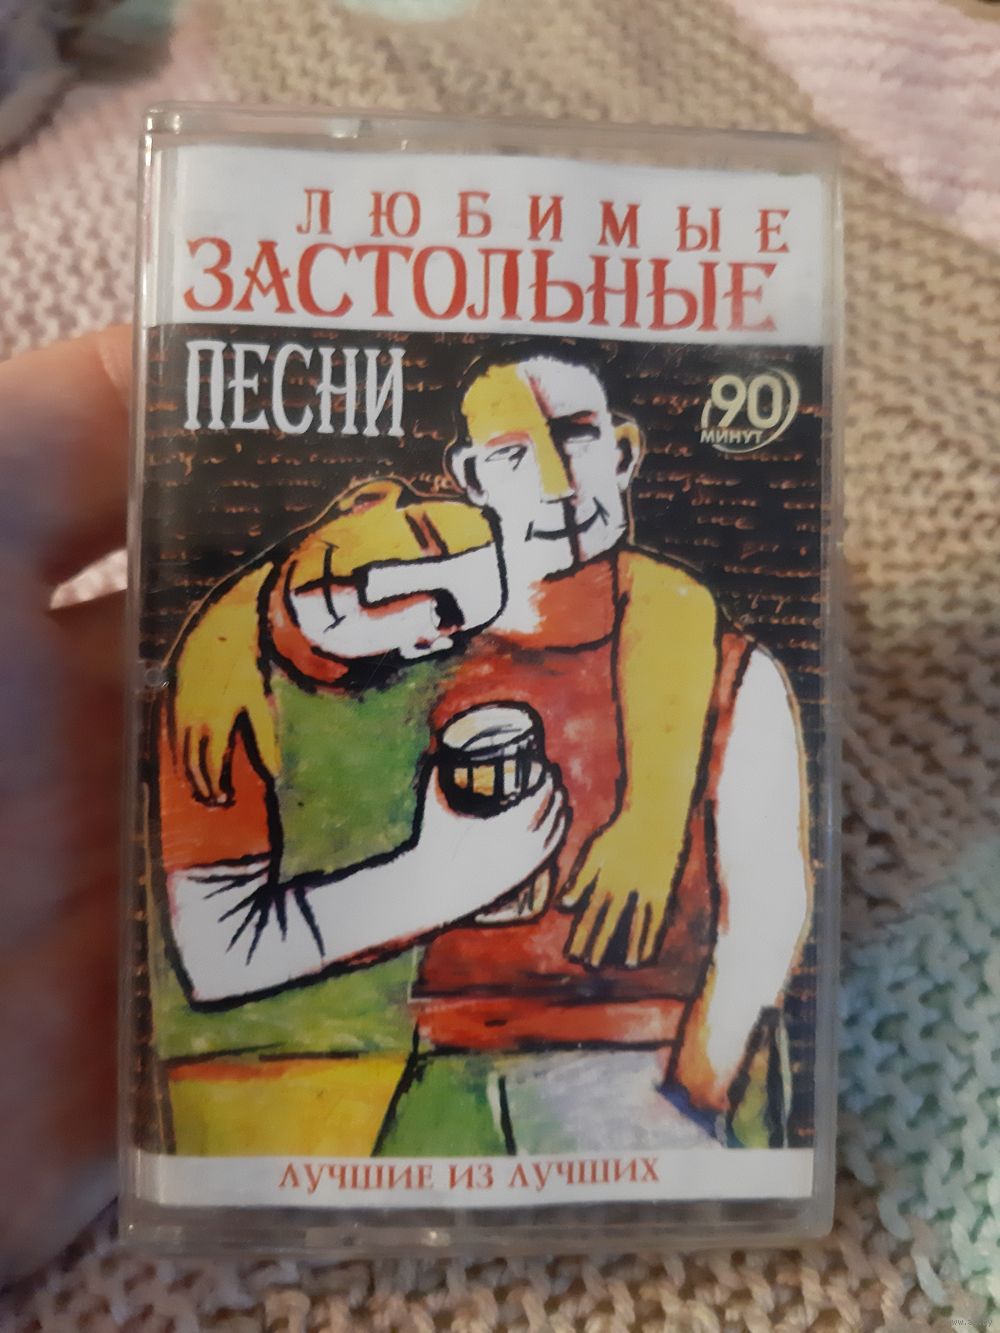 ЛЮБИМЫЕ
ЗАСТОЛЬНЫЕ
ПЕСНИ
90
МИНУТ
ЛУЧШИЕ ИЗ ЛУЧШИХ